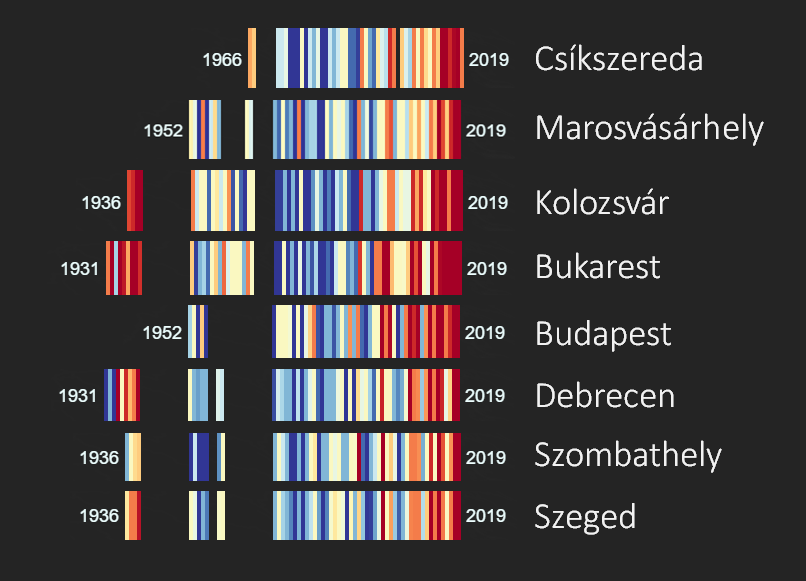 1966 2019 Csíkszereda
1952 2019 Marosvásárhely
1936 2019 Kolozsvár
1931 2019 Bukarest
1952 2019 Budapest
1931 2019 Debrecen
1936 2019 Szombathely
1936 2019 Szeged